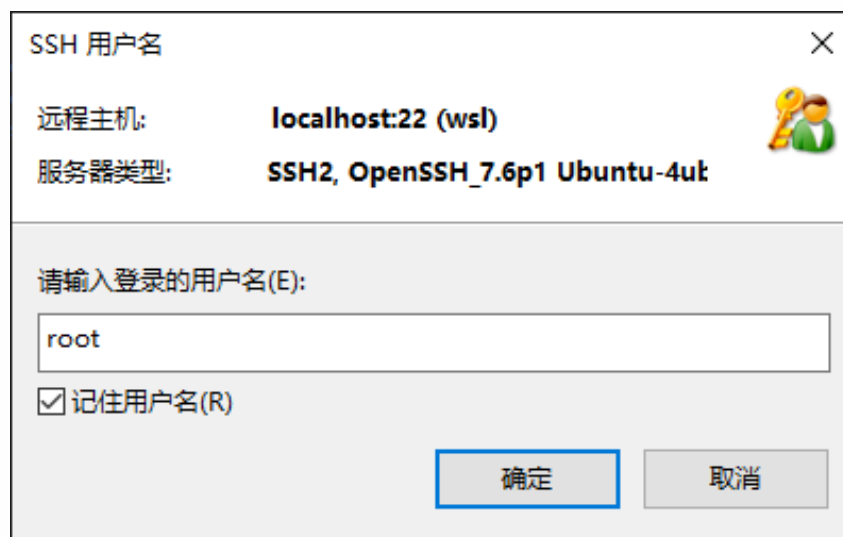 SSH 用户名
远程主机: localhost:22 (wsl)
服务器类型: SSH2, OpenSSH_7.6p1 Ubuntu-4ub
请输入登录的用户名(E):
root
记住用户名(R)
确定 取消